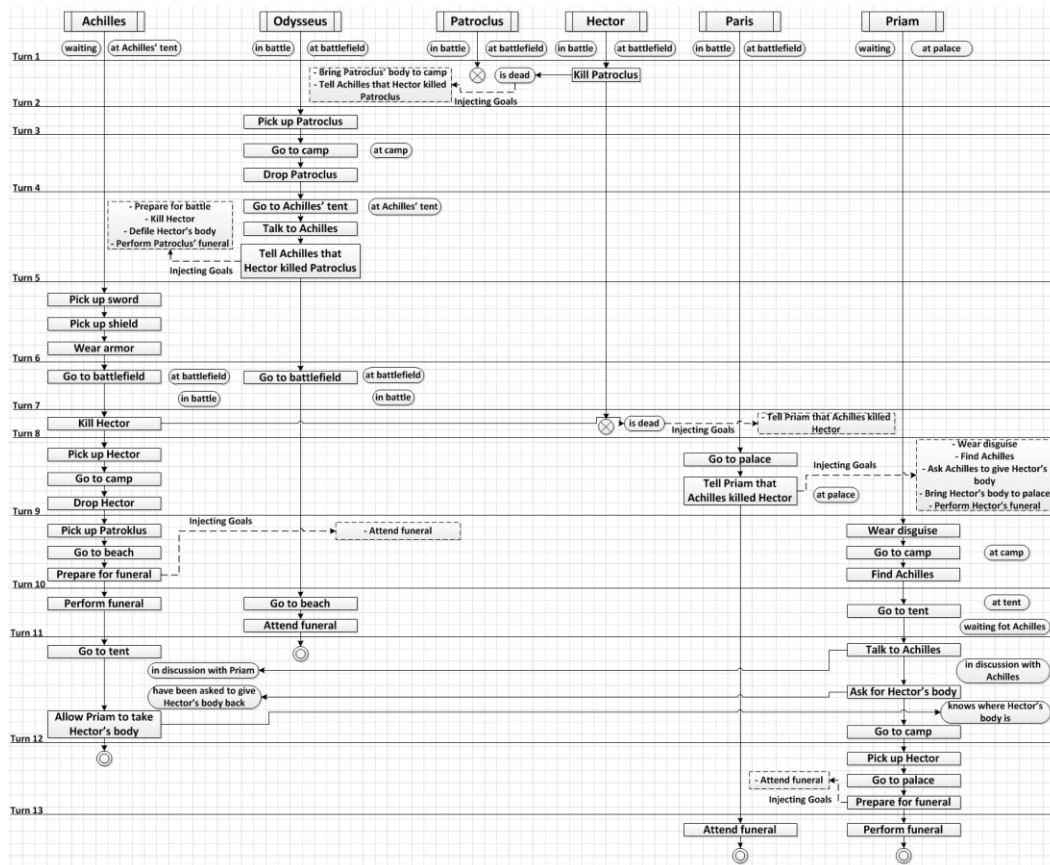 Achilles
Odysseus
Patroclus
Hector
Paris
Priam
waiting
at Achilles' tent
in battle
at battlefield
in battle
at battlefield
in battle
at battlefield
in battle
at battlefield
waiting
at palace
Turn 1
- Bring Patroclus' body to camp
- Tell Achilles that Hector killed
Patroclus
is dead
Kill Patroclus
Injecting Goals
Turn 2
Pick up Patroclus
Turn 3
Go to camp
at camp
Drop Patroclus
Turn 4
- Prepare for battle
- Kill Hector
- Defile Hector's body
- Perform Patroclus' funeral
Go to Achilles' tent
at Achilles' tent
Talk to Achilles
Tell Achilles that
Hector killed Patroclus
Injecting Goals
Turn 5
Pick up sword
Pick up shield
Wear armor
Turn 6
Go to battlefield
at battlefield
in battle
Go to battlefield
at battlefield
in battle
Turn 7
Kill Hector
is dead
Injecting Goals
- Tell Priam that Achilles killed
Hector
Turn 8
Pick up Hector
Go to camp
Drop Hector
Go to palace
Tell Priam that
Achilles killed Hector
Injecting Goals
at palace
- Wear disguise
- Find Achilles
- Ask Achilles to give Hector's
body
- Bring Hector's body to palace
- Perform Hector's funeral
Turn 9
Pick up Patroklus
Injecting Goals
- Attend funeral
Go to beach
Prepare for funeral
Wear disguise
Go to camp
at camp
Find Achilles
Turn 10
Perform funeral
Go to beach
Attend funeral
Go to tent
at tent
waiting fot Achilles
Turn 11
Go to tent
Talk to Achilles
in discussion with Priam
in discussion with
Achilles
have been asked to give
Hector's body back
Ask for Hector's body
Allow Priam to take
Hector's body
knows where Hector's
body is
Go to camp
Turn 12
Pick up Hector
- Attend funeral
Go to palace
Injecting Goals
Prepare for funeral
Turn 13
Attend funeral
Perform funeral